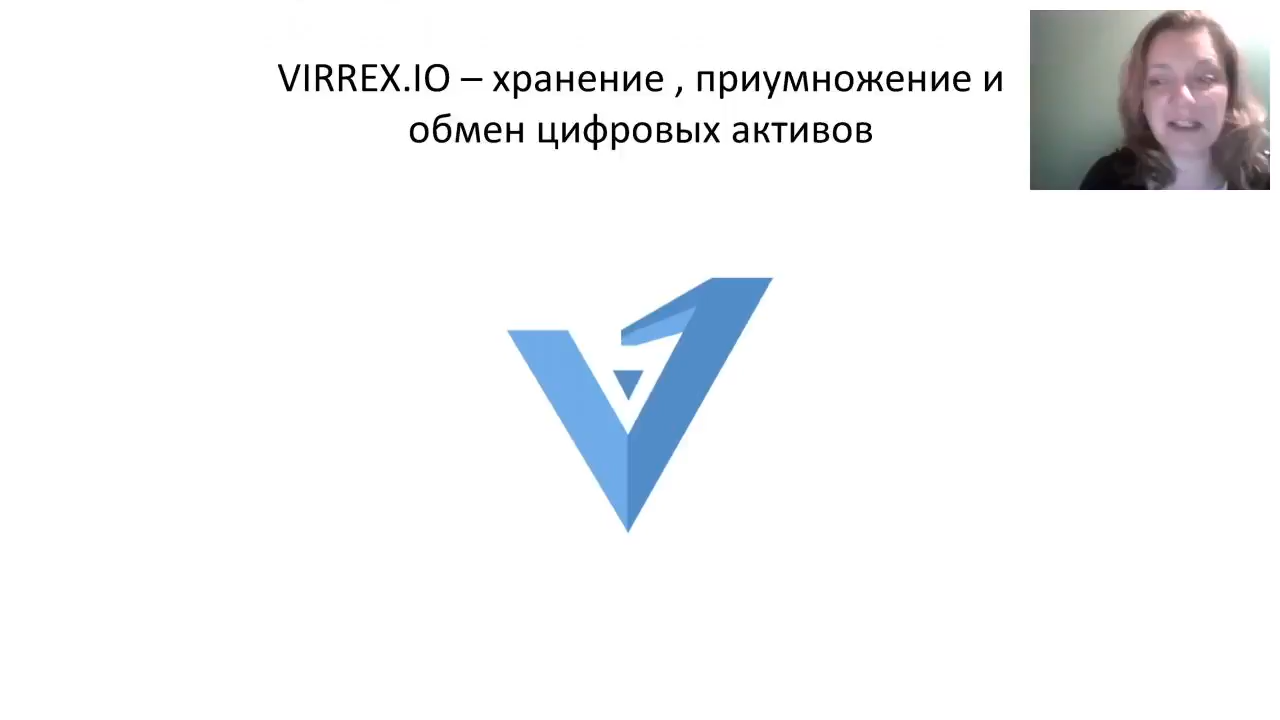 VIRREX.IO – хранение , приумножение и
обмен цифровых активов